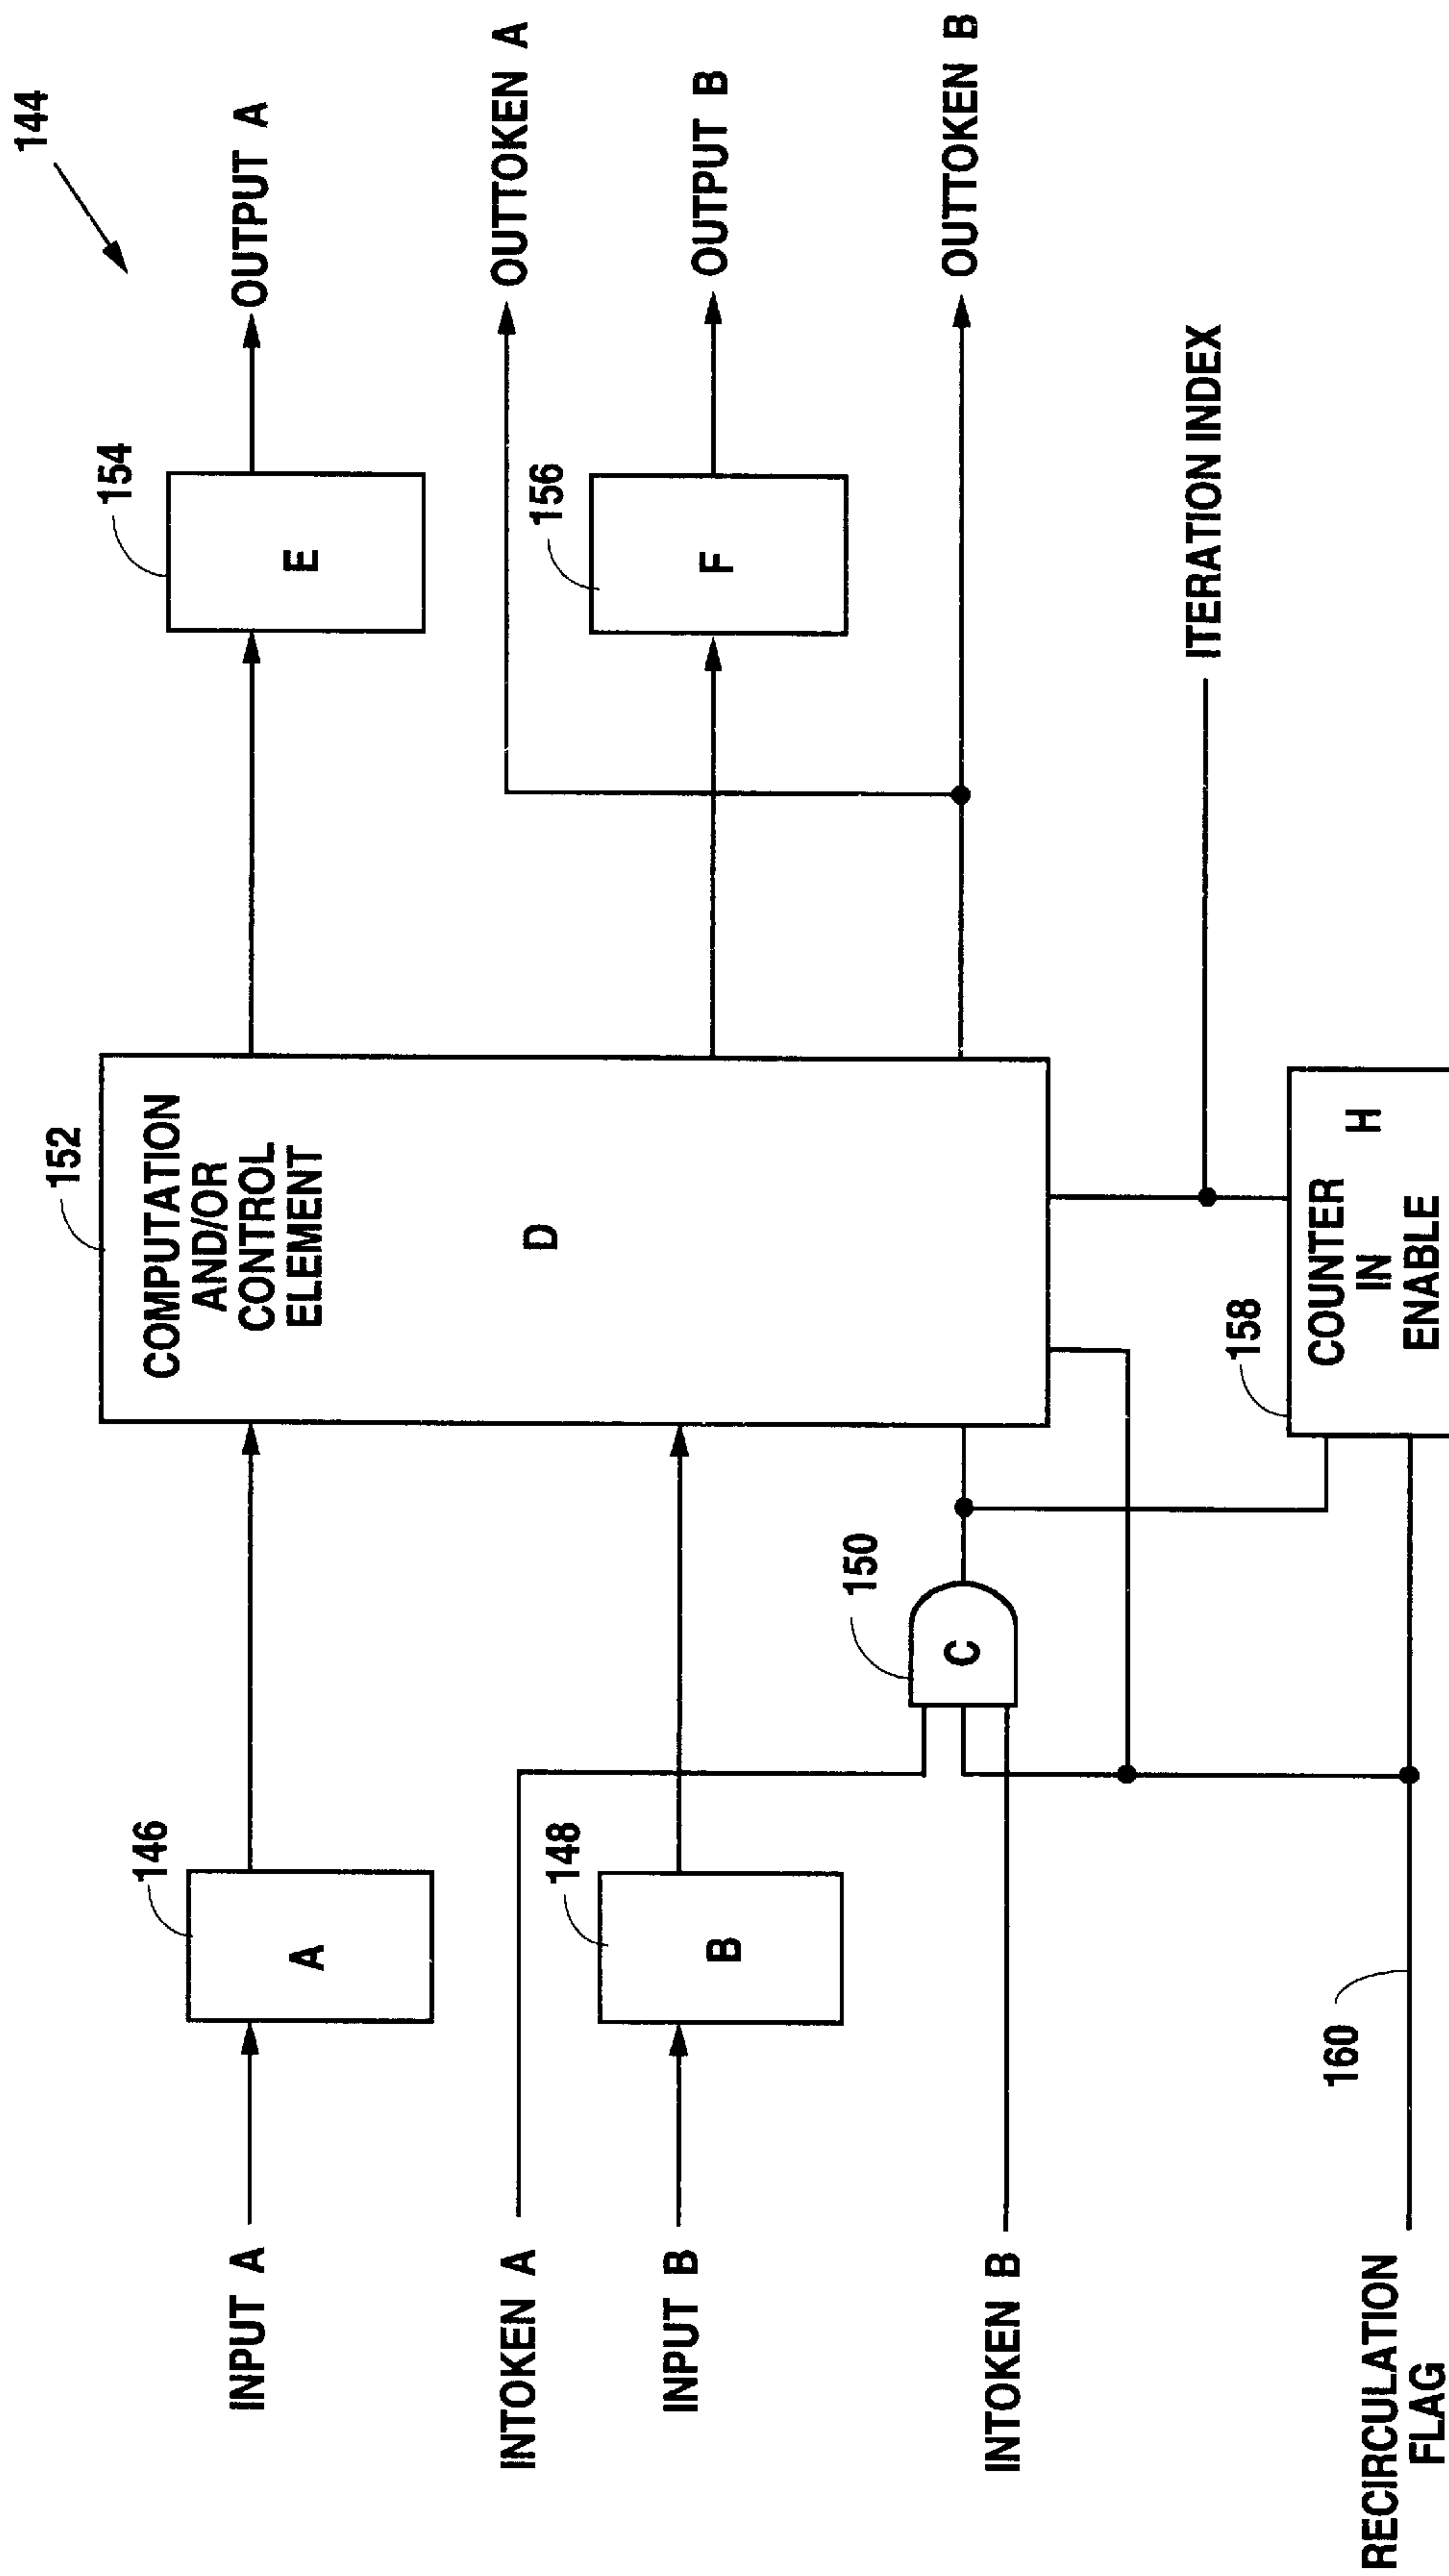 144
INPUT A
146
A
152
COMPUTATION
AND/OR
CONTROL
ELEMENT
D
154
E
OUTPUT A
INTOKEN A
OUTTOKEN A
INPUT B
148
B
156
F
OUTPUT B
INTOKEN B
150
C
OUTTOKEN B
ITERATION INDEX
RECIRCULATION
FLAG
160
158
COUNTER
H
IN
ENABLE